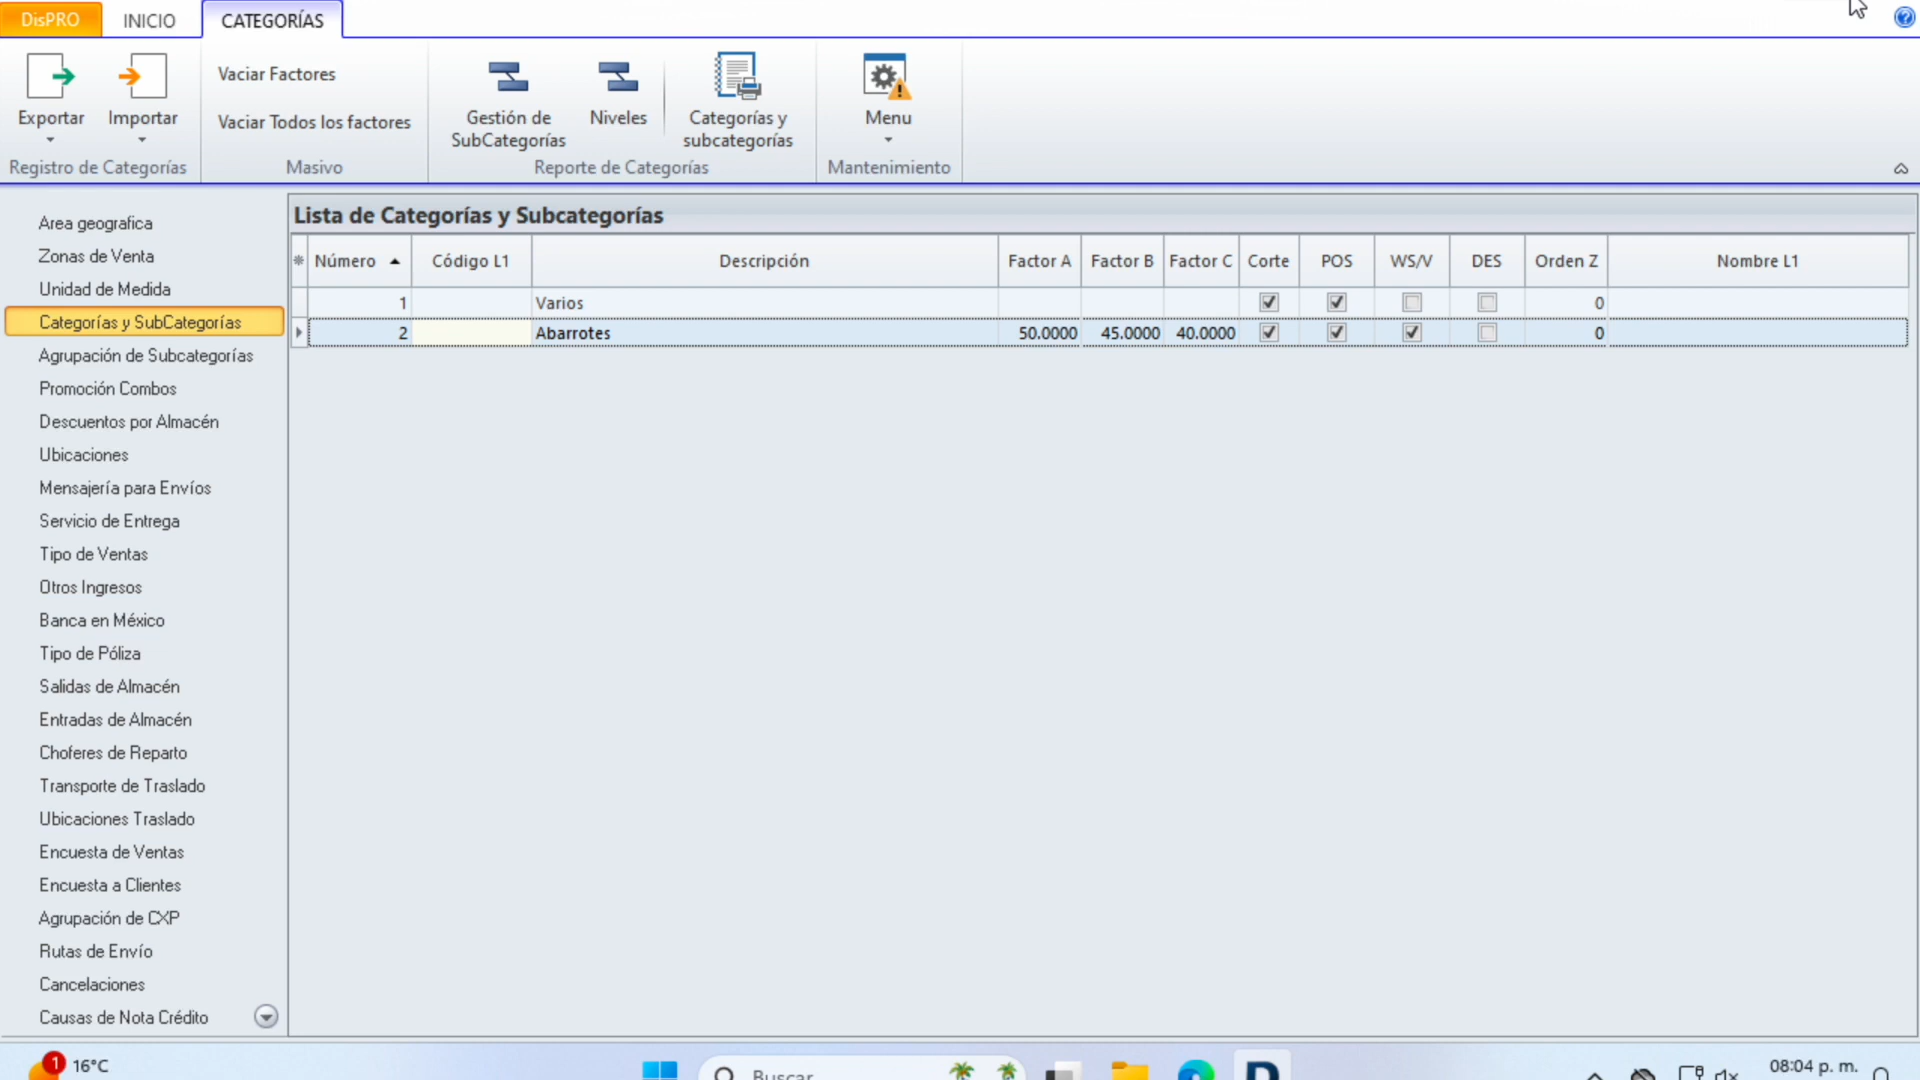 DisPRO INICIO CATEGORÍAS
Exportar Importar
Registro de Categorías
Vaciar Factores
Vaciar Todos los factores
Masivo
Gestión de SubCategorías
Niveles
Categorías y subcategorías
Reporte de Categorías
Menu
Mantenimiento
Area geografica
Zonas de Venta
Unidad de Medida
Categorías y SubCategorías
Agrupación de Subcategorías
Promoción Combos
Descuentos por Almacén
Ubicaciones
Mensajería para Envíos
Servicio de Entrega
Tipo de Ventas
Otros Ingresos
Banca en México
Tipo de Póliza
Salidas de Almacén
Entradas de Almacén
Choferes de Reparto
Transporte de Traslado
Ubicaciones Traslado
Encuesta de Ventas
Encuesta a Clientes
Agrupación de CXP
Rutas de Envío
Cancelaciones
Causas de Nota Crédito
Lista de Categorías y Subcategorías
Número Código L1 Descripción Factor A Factor B Factor C Corte POS WS/V DES Orden Z Nombre L1
1 Varios 0
2 Abarrotes 50.0000 45.0000 40.0000 0
1 16°C Buscar 08:04 p. m.